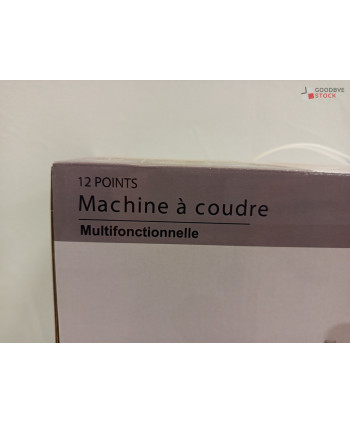 GOODBYE
STOCK
12 POINTS
Machine à coudre
Multifonctionnelle